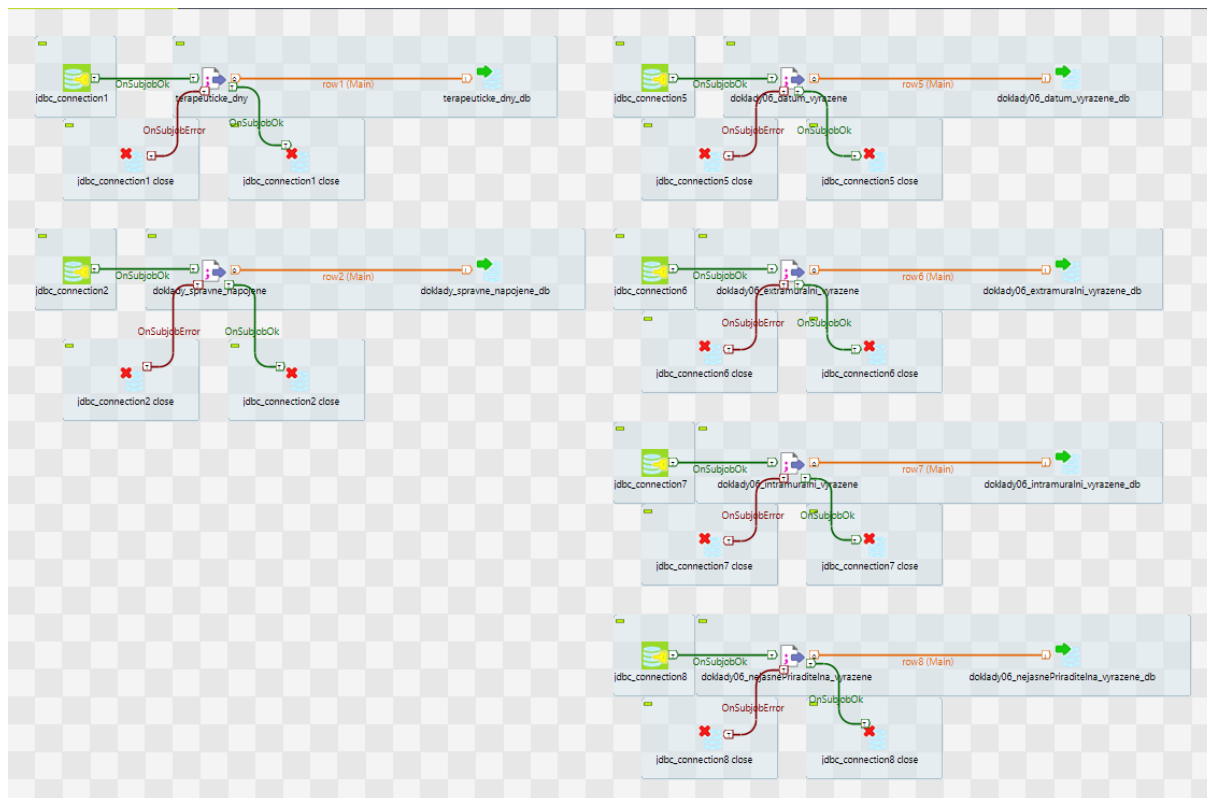 OnSubjobOk
row1 (Main)
jdbc_connection1
terapeuticke_dny
terapeuticke_dny_db
OnSubjobError
OnSubjobOk
jdbc_connection1 close
jdbc_connection1 close
OnSubjobOk
row2 (Main)
jdbc_connection2
doklady_spravne_napojene
doklady_spravne_napojene_db
OnSubjobError
OnSubjobOk
jdbc_connection2 close
jdbc_connection2 close
OnSubjobOk
row5 (Main)
jdbc_connection5
doklady06_datum_vyrazene
doklady06_datum_vyrazene_db
OnSubjobError
OnSubjobOk
jdbc_connection5 close
jdbc_connection5 close
OnSubjobOk
row6 (Main)
jdbc_connection6
doklady06_extramuralni_vyrazene
doklady06_extramuralni_vyrazene_db
OnSubjobError
OnSubjobOk
jdbc_connection6 close
jdbc_connection6 close
OnSubjobOk
row7 (Main)
jdbc_connection7
doklady06_intramuralni_vyrazene
doklady06_intramuralni_vyrazene_db
OnSubjobError
OnSubjobOk
jdbc_connection7 close
jdbc_connection7 close
OnSubjobOk
row8 (Main)
jdbc_connection8
doklady06_nejasnePriraditelna_vyrazene
doklady06_nejasnePriraditelna_vyrazene_db
OnSubjobError
OnSubjobOk
jdbc_connection8 close
jdbc_connection8 close